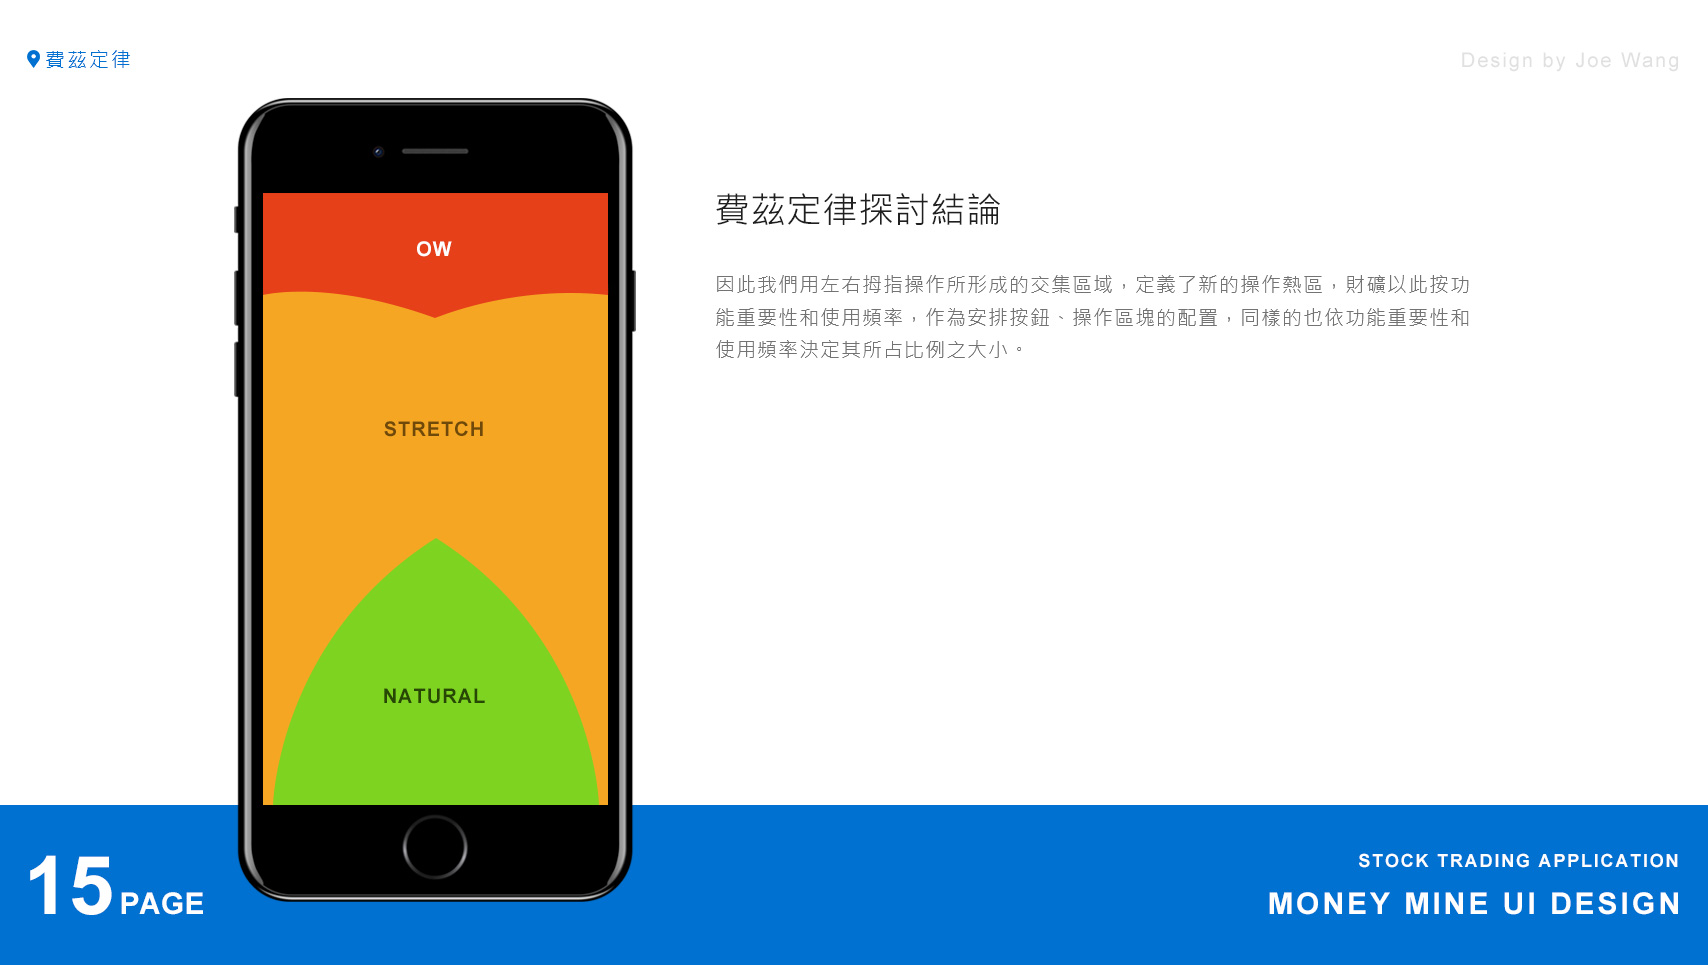 費茲定律
Design by Joe Wang
OW
STRETCH
NATURAL
費茲定律探討結論
因此我們用左右拇指操作所形成的交集區域，定義了新的操作熱區，財礦以此按功
能重要性和使用頻率，作為安排按鈕、操作區塊的配置，同樣的也依功能重要性和
使用頻率決定其所占比例之大小。
15 PAGE
STOCK TRADING APPLICATION
MONEY MINE UI DESIGN